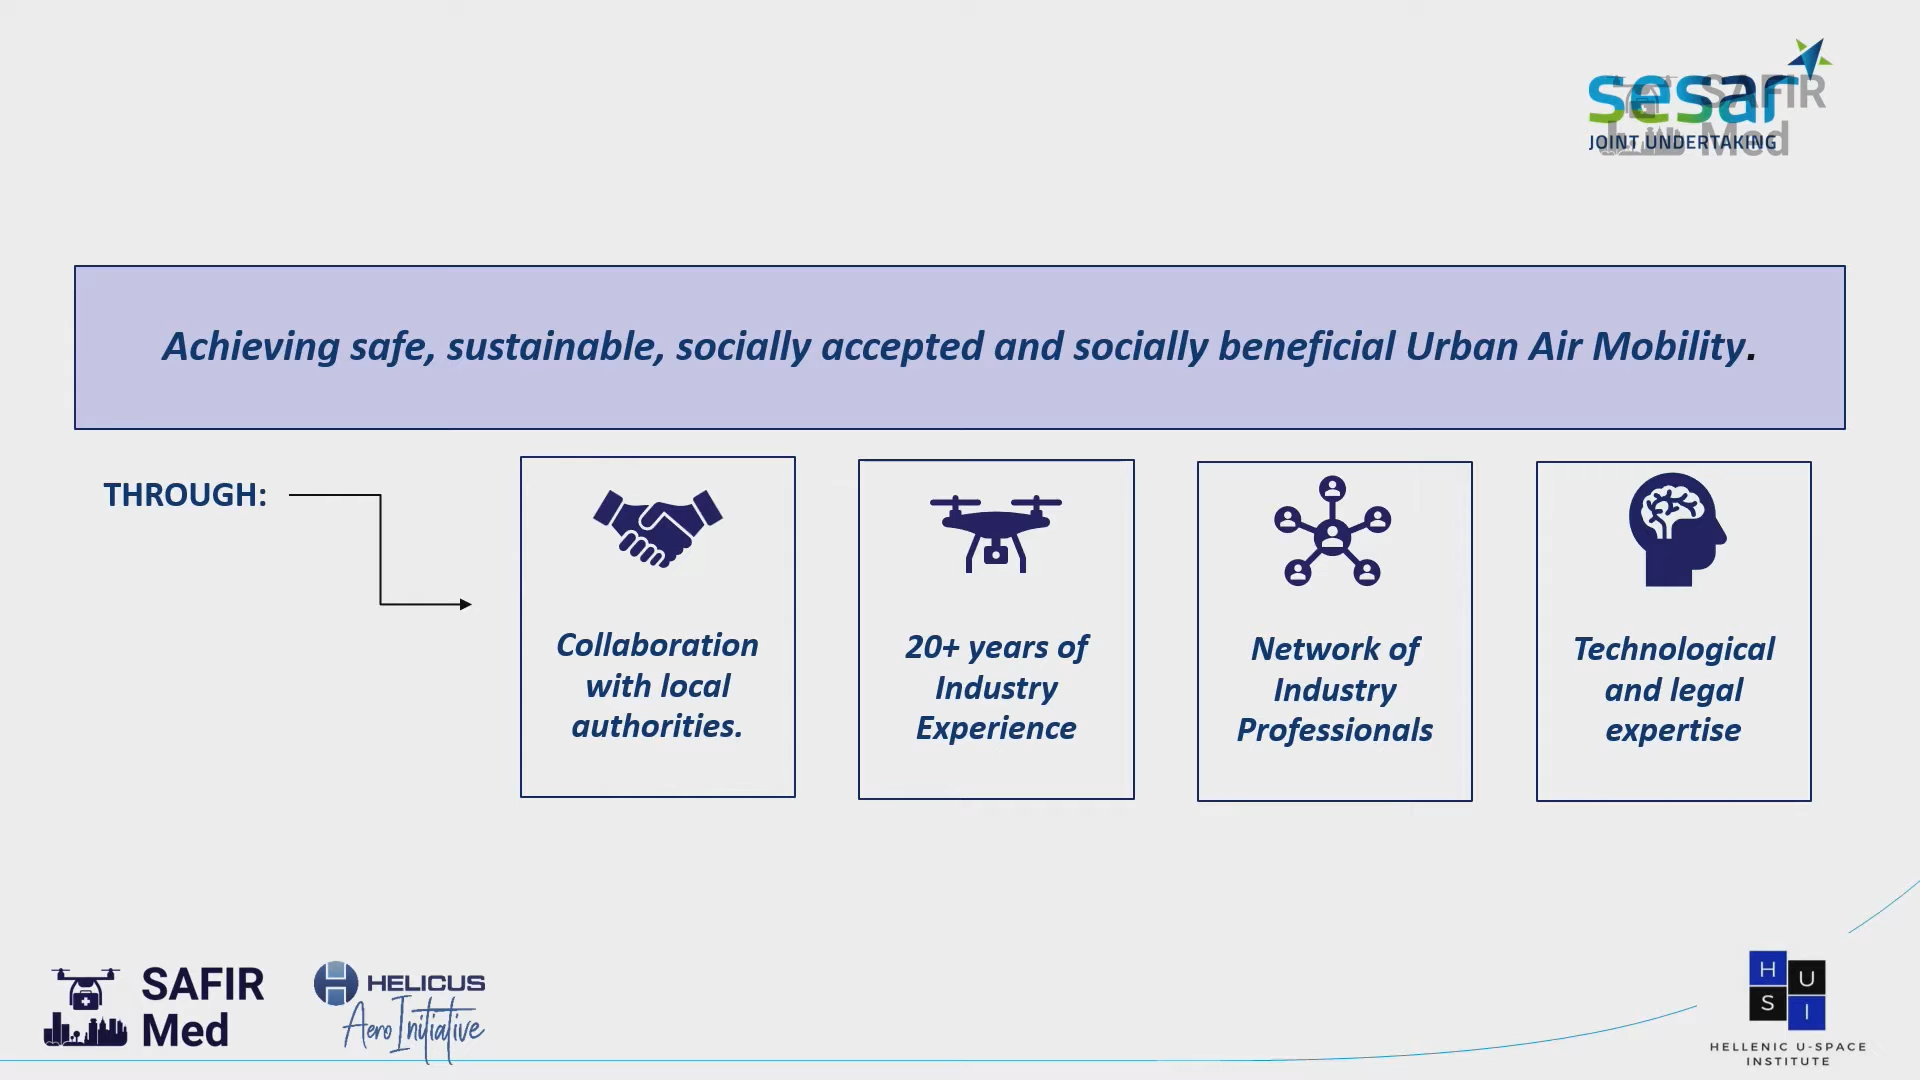 sesar
JOINT UNDERTAKING
SAFIR
Med
Achieving safe, sustainable, socially accepted and socially beneficial Urban Air Mobility.
THROUGH:
Collaboration
with local
authorities.
20+ years of
Industry
Experience
Network of
Industry
Professionals
Technological
and legal
expertise
SAFIR
Med
H HELICUS
Aero Initiative
H U
S I
HELLENIC U-SPACE
INSTITUTE